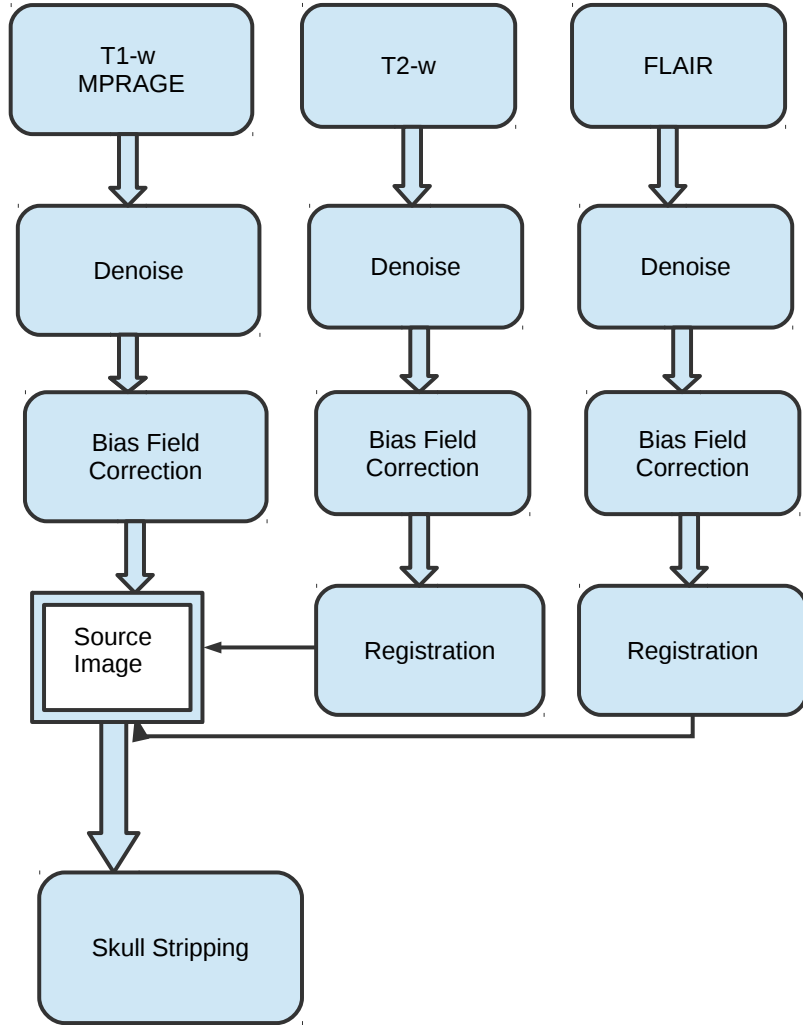 T1-w
MPRAGE
T2-w
FLAIR
Denoise
Denoise
Denoise
Bias Field
Correction
Bias Field
Correction
Bias Field
Correction
Source
Image
Registration
Registration
Skull Stripping